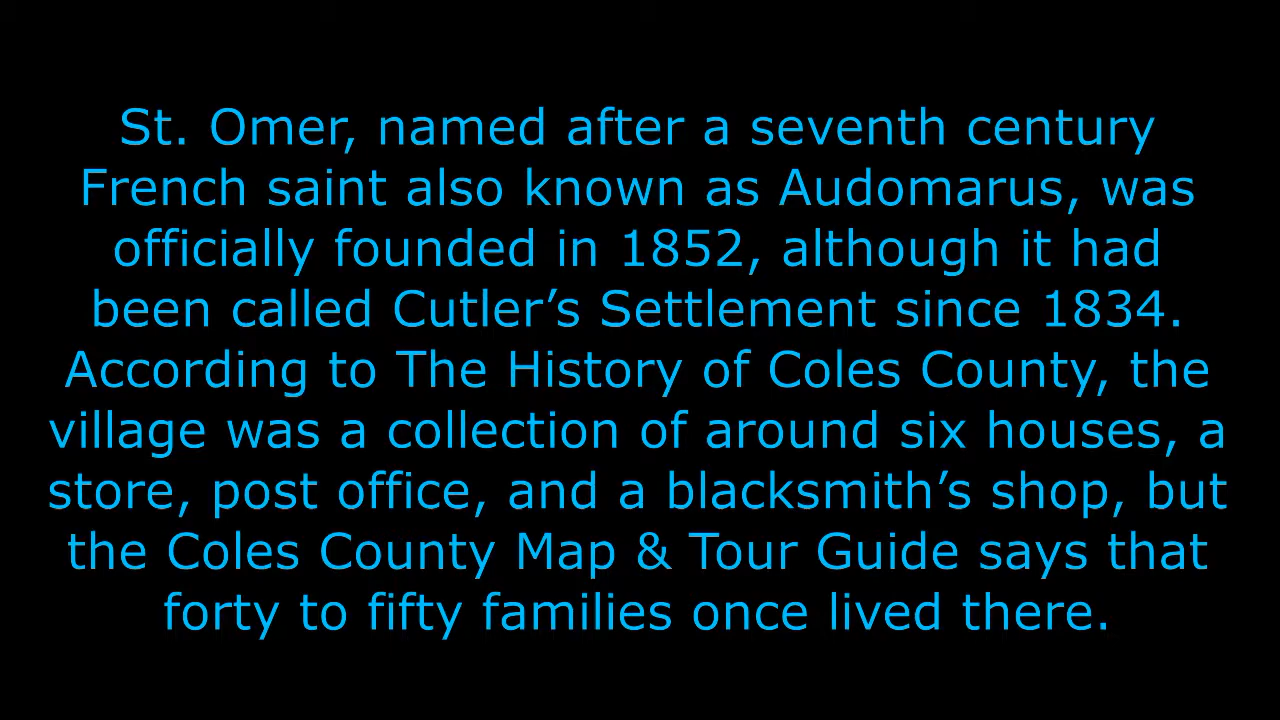 St. Omer, named after a seventh century
French saint also known as Audomarus, was
officially founded in 1852, although it had
been called Cutler’s Settlement since 1834.
According to The History of Coles County, the
village was a collection of around six houses, a
store, post office, and a blacksmith’s shop, but
the Coles County Map & Tour Guide says that
forty to fifty families once lived there.